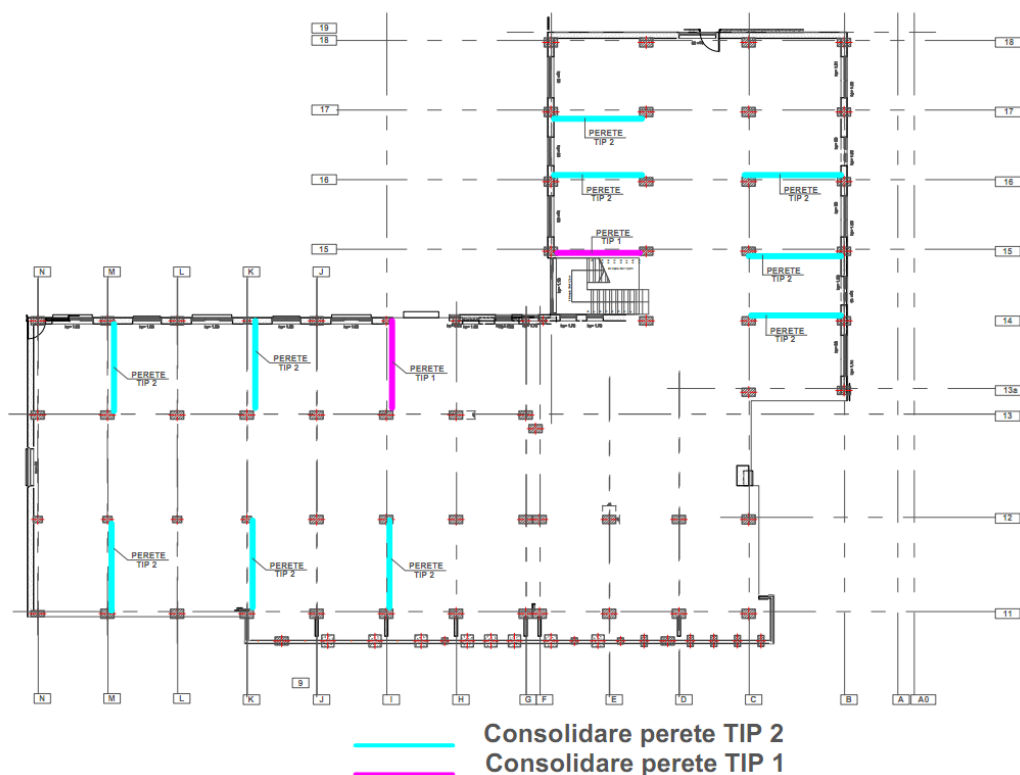 19
18
18
17
17
PERETE
TIP 2
16
16
PERETE
TIP 2
PERETE
TIP 2
PERETE
TIP 1
15
15
PERETE
TIP 2
N
M
L
K
J
14
PERETE
TIP 2
PERETE
TIP 2
PERETE
TIP 2
PERETE
TIP 1
13a
13
12
PERETE
TIP 2
PERETE
TIP 2
PERETE
TIP 2
11
9
N
M
L
K
J
I
H
G
F
E
D
C
B
A
A0
Consolidare perete TIP 2
Consolidare perete TIP 1